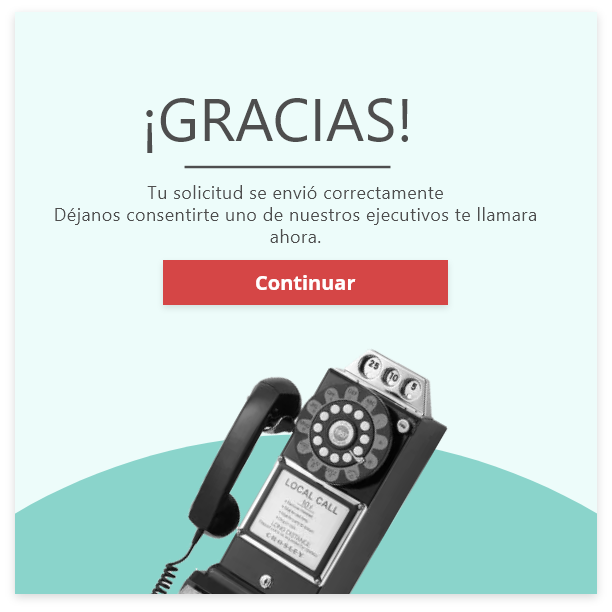 ¡GRACIAS!
Tu solicitud se envió correctamente
Déjanos consentirte uno de nuestros ejecutivos te llamara
ahora.
Continuar
25
10
5
LOCAL CALL
10¢
LONG DISTANCE
CROSLEY